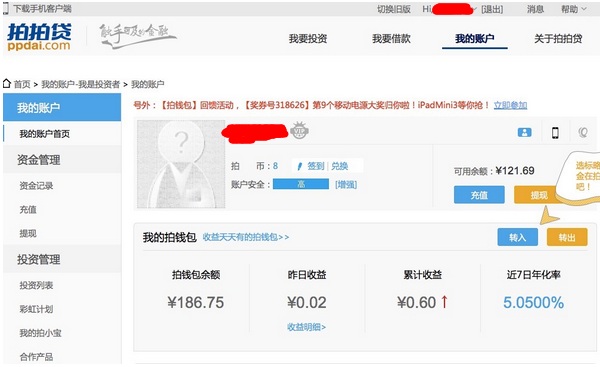 下载手机客户端
切换旧版 Hi, [退出] 消息 帮助
拍拍贷
ppdai.com
触手可及的金融
我要投资 我要借款 我的账户 关于拍拍贷
首页 > 我的账户-我是投资者 > 我的账户
我的账户
我的账户首页
资金管理
资金记录
充值
提现
投资管理
投资列表
彩虹计划
我的拍小宝
合作产品
号外:【拍钱包】回馈活动,【奖券号318626】第9个移动电源大奖归你啦!iPadMini3等你抢! 立即参加
?
VIP
拍 币:8 签到 | 兑换
账户安全: 高 [增强]
可用余额:¥121.69
充值 提现
选标略
金在拍
吧!
我的拍钱包 收益天天有的拍钱包>>
转入 转出
拍钱包余额 昨日收益 累计收益 近7日年化率
¥186.75 ¥0.02 ¥0.60↑ 5.0500%
收益明细>